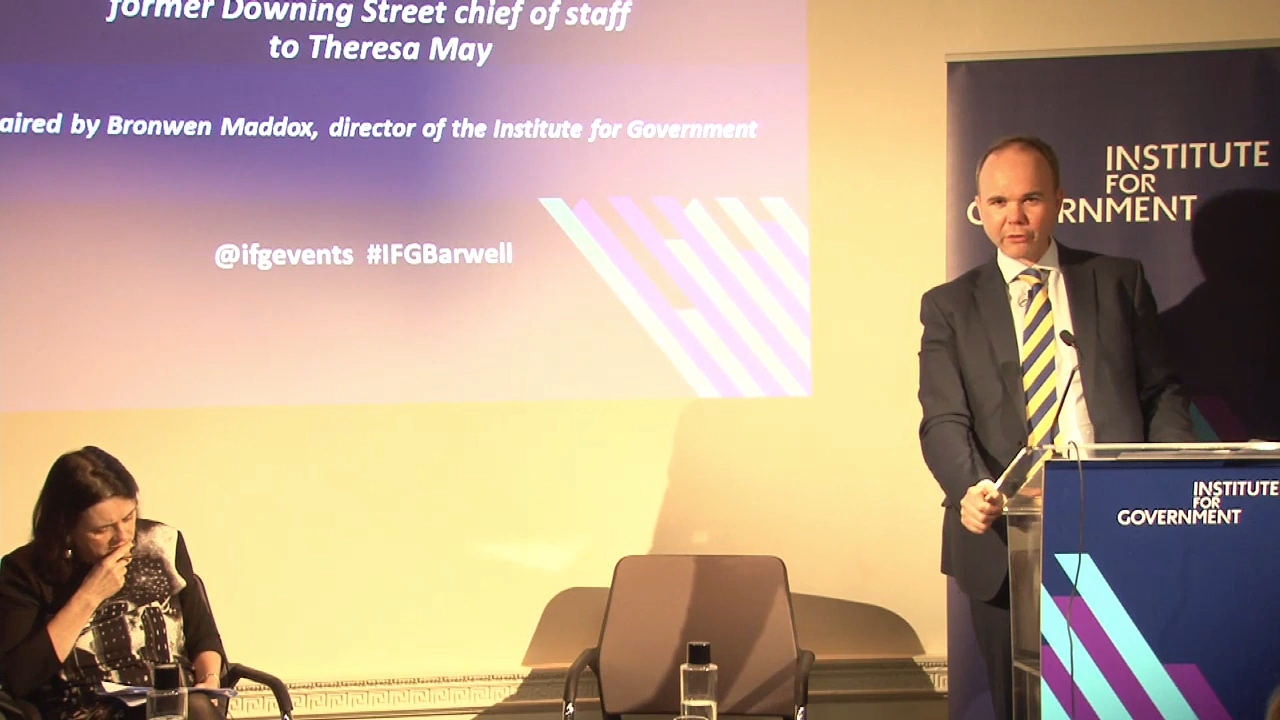 former Downing Street chief of staff
to Theresa May
aired by Bronwen Maddox, director of the Institute for Government
@ifgevents #IFGBarwell
INSTITUTE
FOR
G RNMENT
INSTITUTE
FOR
GOVERNMENT